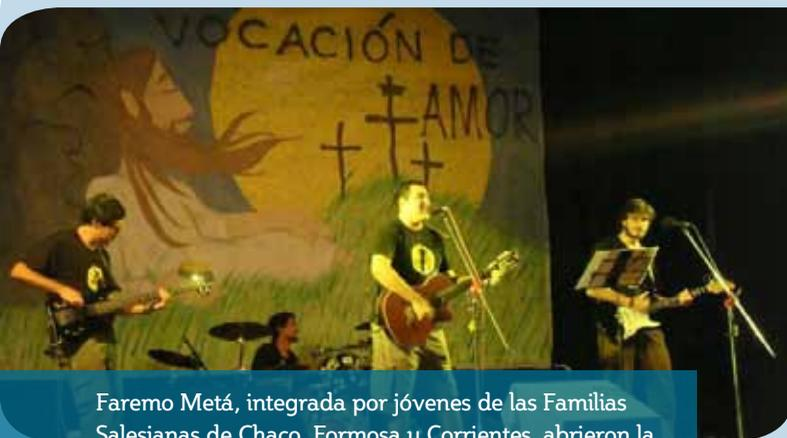 VOCACIÓN DE
AMOR
Faremo Metá, integrada por jóvenes de las Familias
Salesianas de Chaco, Formosa y Corrientes, abrieron la